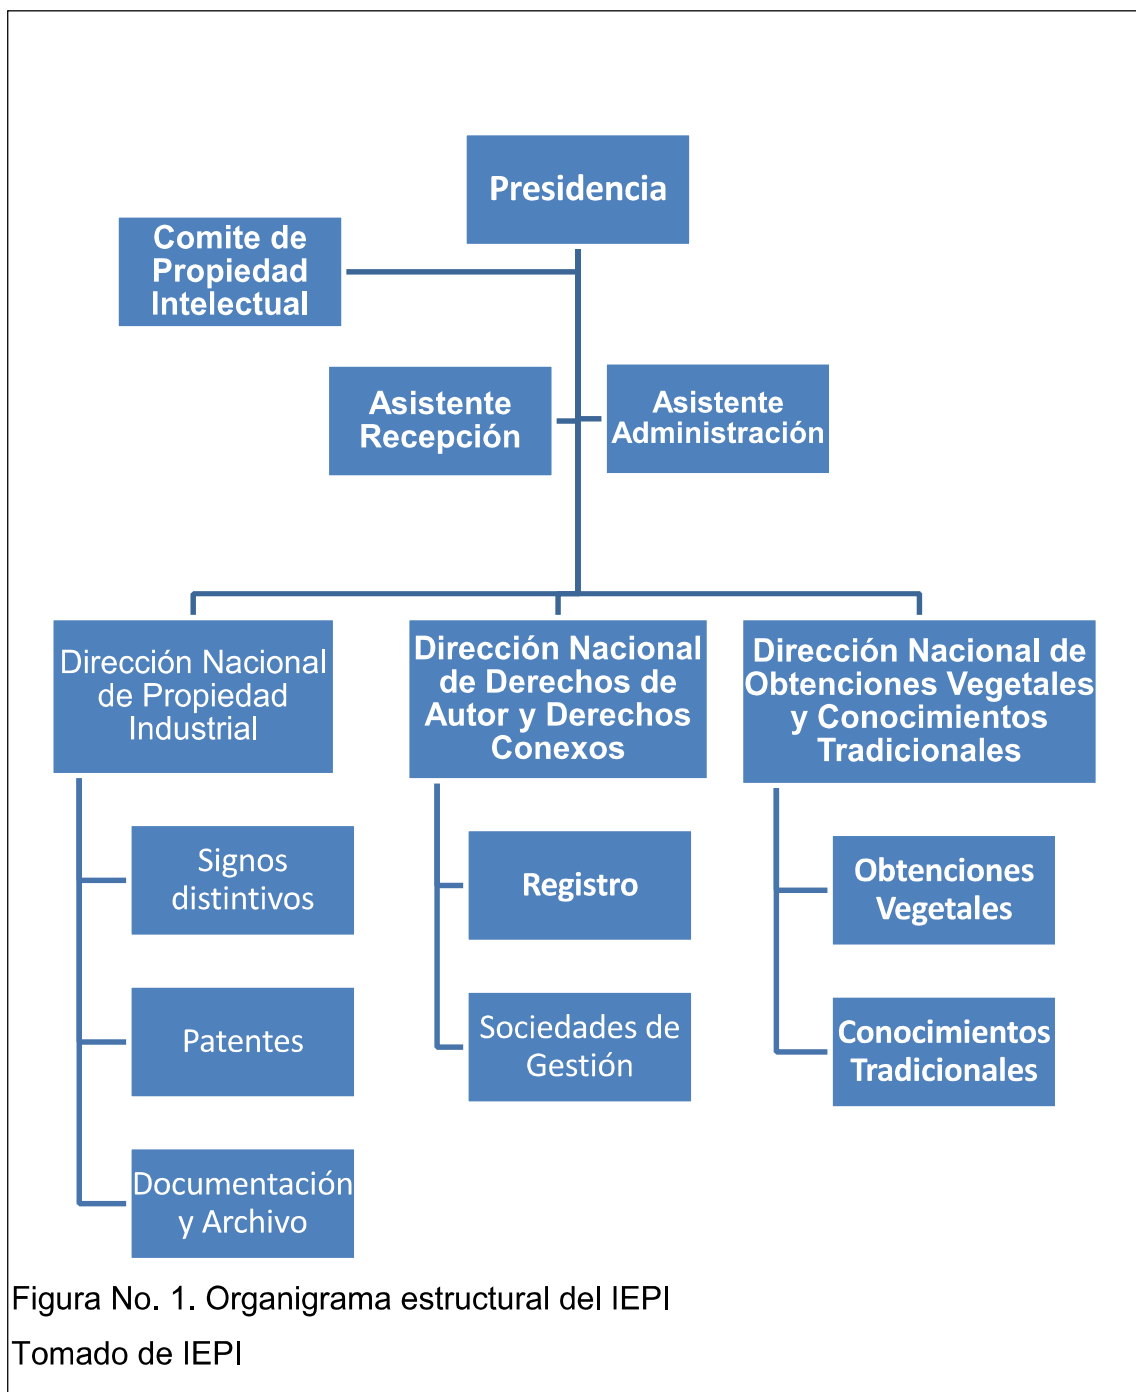 Presidencia
Comite de
Propiedad
Intelectual
Asistente
Recepción
Asistente
Administración
Dirección Nacional
de Propiedad
Industrial
Signos
distintivos
Patentes
Documentación
y Archivo
Dirección Nacional
de Derechos de
Autor y Derechos
Conexos
Registro
Sociedades de
Gestión
Dirección Nacional de
Obtenciones Vegetales
y Conocimientos
Tradicionales
Obtenciones
Vegetales
Conocimientos
Tradicionales
Figura No. 1. Organigrama estructural del IEPI
Tomado de IEPI